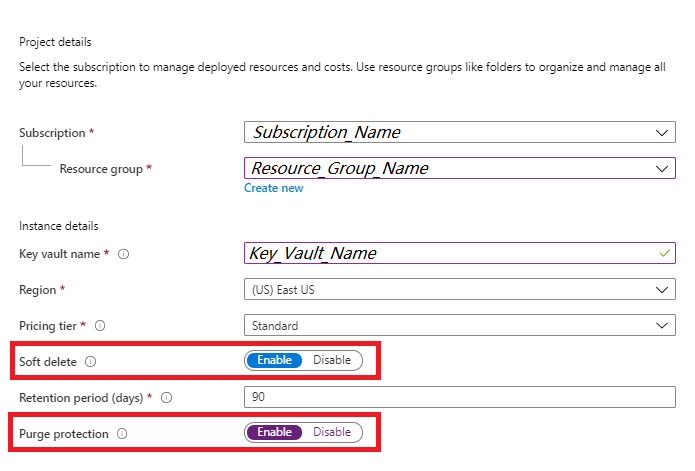 Project details
Select the subscription to manage deployed resources and costs. Use resource groups like folders to organize and manage all
your resources.
Subscription * Subscription_Name
Resource group * Resource_Group_Name
Create new
Instance details
Key vault name * Key_Vault_Name
Region * (US) East US
Pricing tier * Standard
Soft delete Enable Disable
Retention period (days) * 90
Purge protection Enable Disable